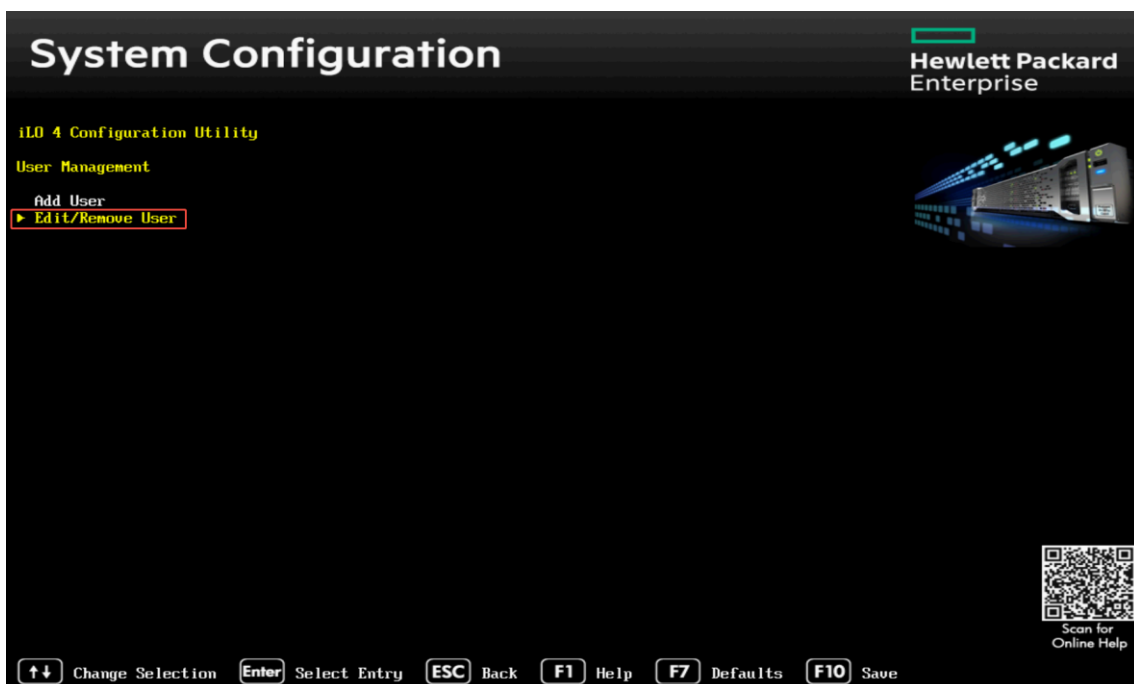 System Configuration
Hewlett Packard
Enterprise
iLO 4 Configuration Utility
User Management
Add User
Edit/Remove User
Scan for
Online Help
↑↓ Change Selection Enter Select Entry ESC Back F1 Help F7 Defaults F10 Save